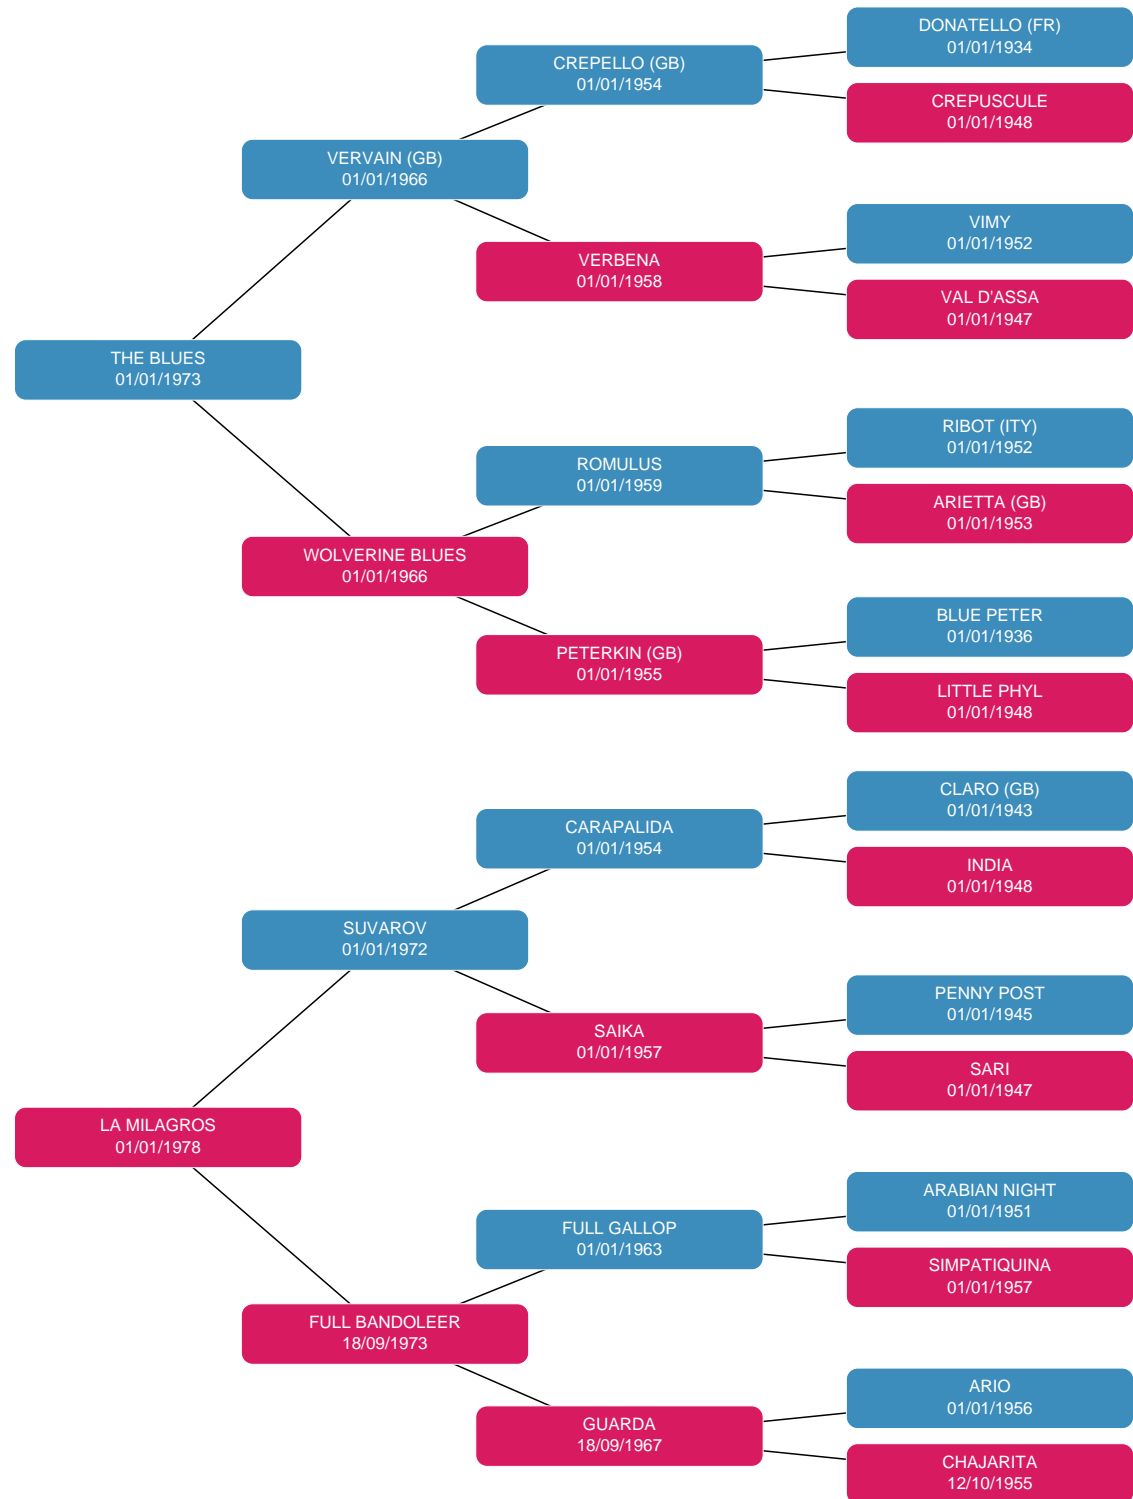 DONATELLO (FR)
01/01/1934
CREPELLO (GB)
01/01/1954
CREPUSCULE
01/01/1948
VERVAIN (GB)
01/01/1966
VIMY
01/01/1952
VERBENA
01/01/1958
VAL D'ASSA
01/01/1947
THE BLUES
01/01/1973
RIBOT (ITY)
01/01/1952
ROMULUS
01/01/1959
ARIETTA (GB)
01/01/1953
WOLVERINE BLUES
01/01/1966
BLUE PETER
01/01/1936
PETERKIN (GB)
01/01/1955
LITTLE PHYL
01/01/1948
CLARO (GB)
01/01/1943
CARAPALIDA
01/01/1954
INDIA
01/01/1948
SUVAROV
01/01/1972
PENNY POST
01/01/1945
SAIKA
01/01/1957
SARI
01/01/1947
LA MILAGROS
01/01/1978
ARABIAN NIGHT
01/01/1951
FULL GALLOP
01/01/1963
SIMPATIQUINA
01/01/1957
FULL BANDOLEER
18/09/1973
ARIO
01/01/1956
GUARDA
18/09/1967
CHAJARITA
12/10/1955